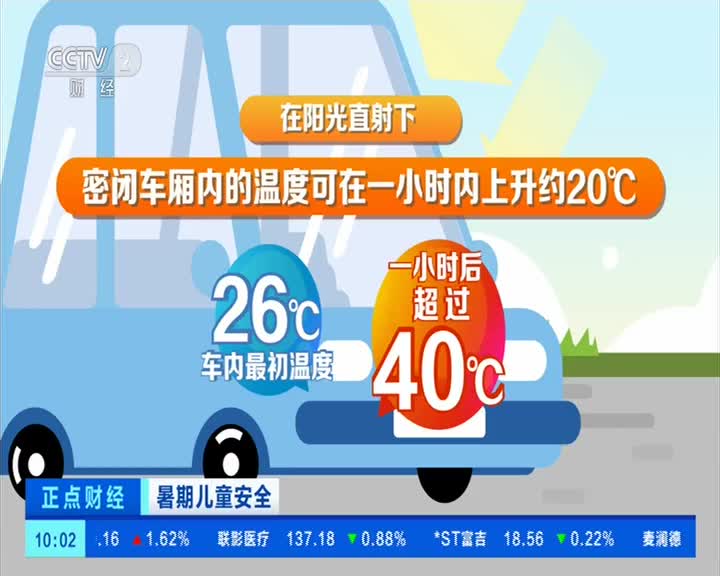 CCTV 2
财经
在阳光直射下
密闭车厢内的温度可在一小时内上升约20℃
26℃
车内最初温度
一小时后
超过
40℃
正点财经 暑期儿童安全
10:02 .16 ▲1.62% 联影医疗 137.18 ▼0.88% *ST富吉 18.56 ▼0.22% 麦澜德